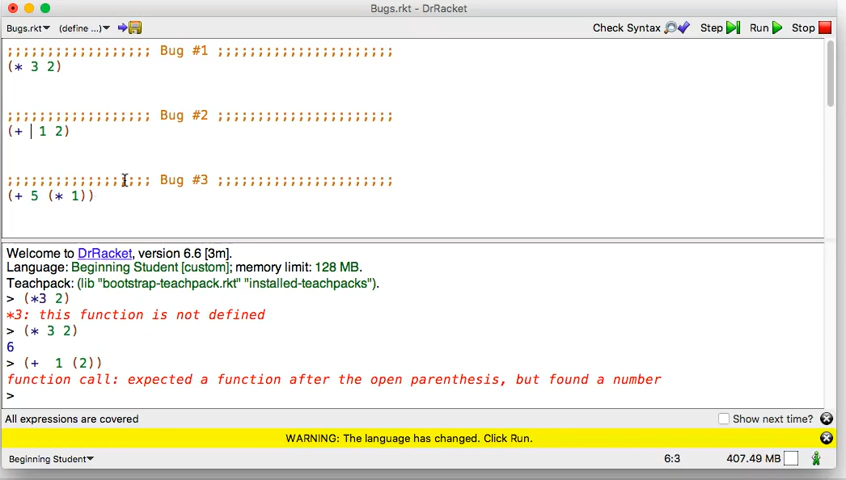 Bugs.rkt - DrRacket
Bugs.rkt (define ...) Check Syntax Step Run Stop
;;;;;;;;;;;;;;;;;; Bug #1 ;;;;;;;;;;;;;;;;;;;;;;
(* 3 2)
;;;;;;;;;;;;;;;;;; Bug #2 ;;;;;;;;;;;;;;;;;;;;;;
(+  1 2)
;;;;;;;;;;;;;;;;;; Bug #3 ;;;;;;;;;;;;;;;;;;;;;;
(+ 5 (* 1))
Welcome to DrRacket, version 6.6 [3m].
Language: Beginning Student [custom]; memory limit: 128 MB.
Teachpack: (lib "bootstrap-teachpack.rkt" "installed-teachpacks").
> (*3 2)
*3: this function is not defined
> (* 3 2)
6
> (+  1 (2))
function call: expected a function after the open parenthesis, but found a number
>
All expressions are covered Show next time?
WARNING: The language has changed. Click Run.
Beginning Student 6:3 407.49 MB